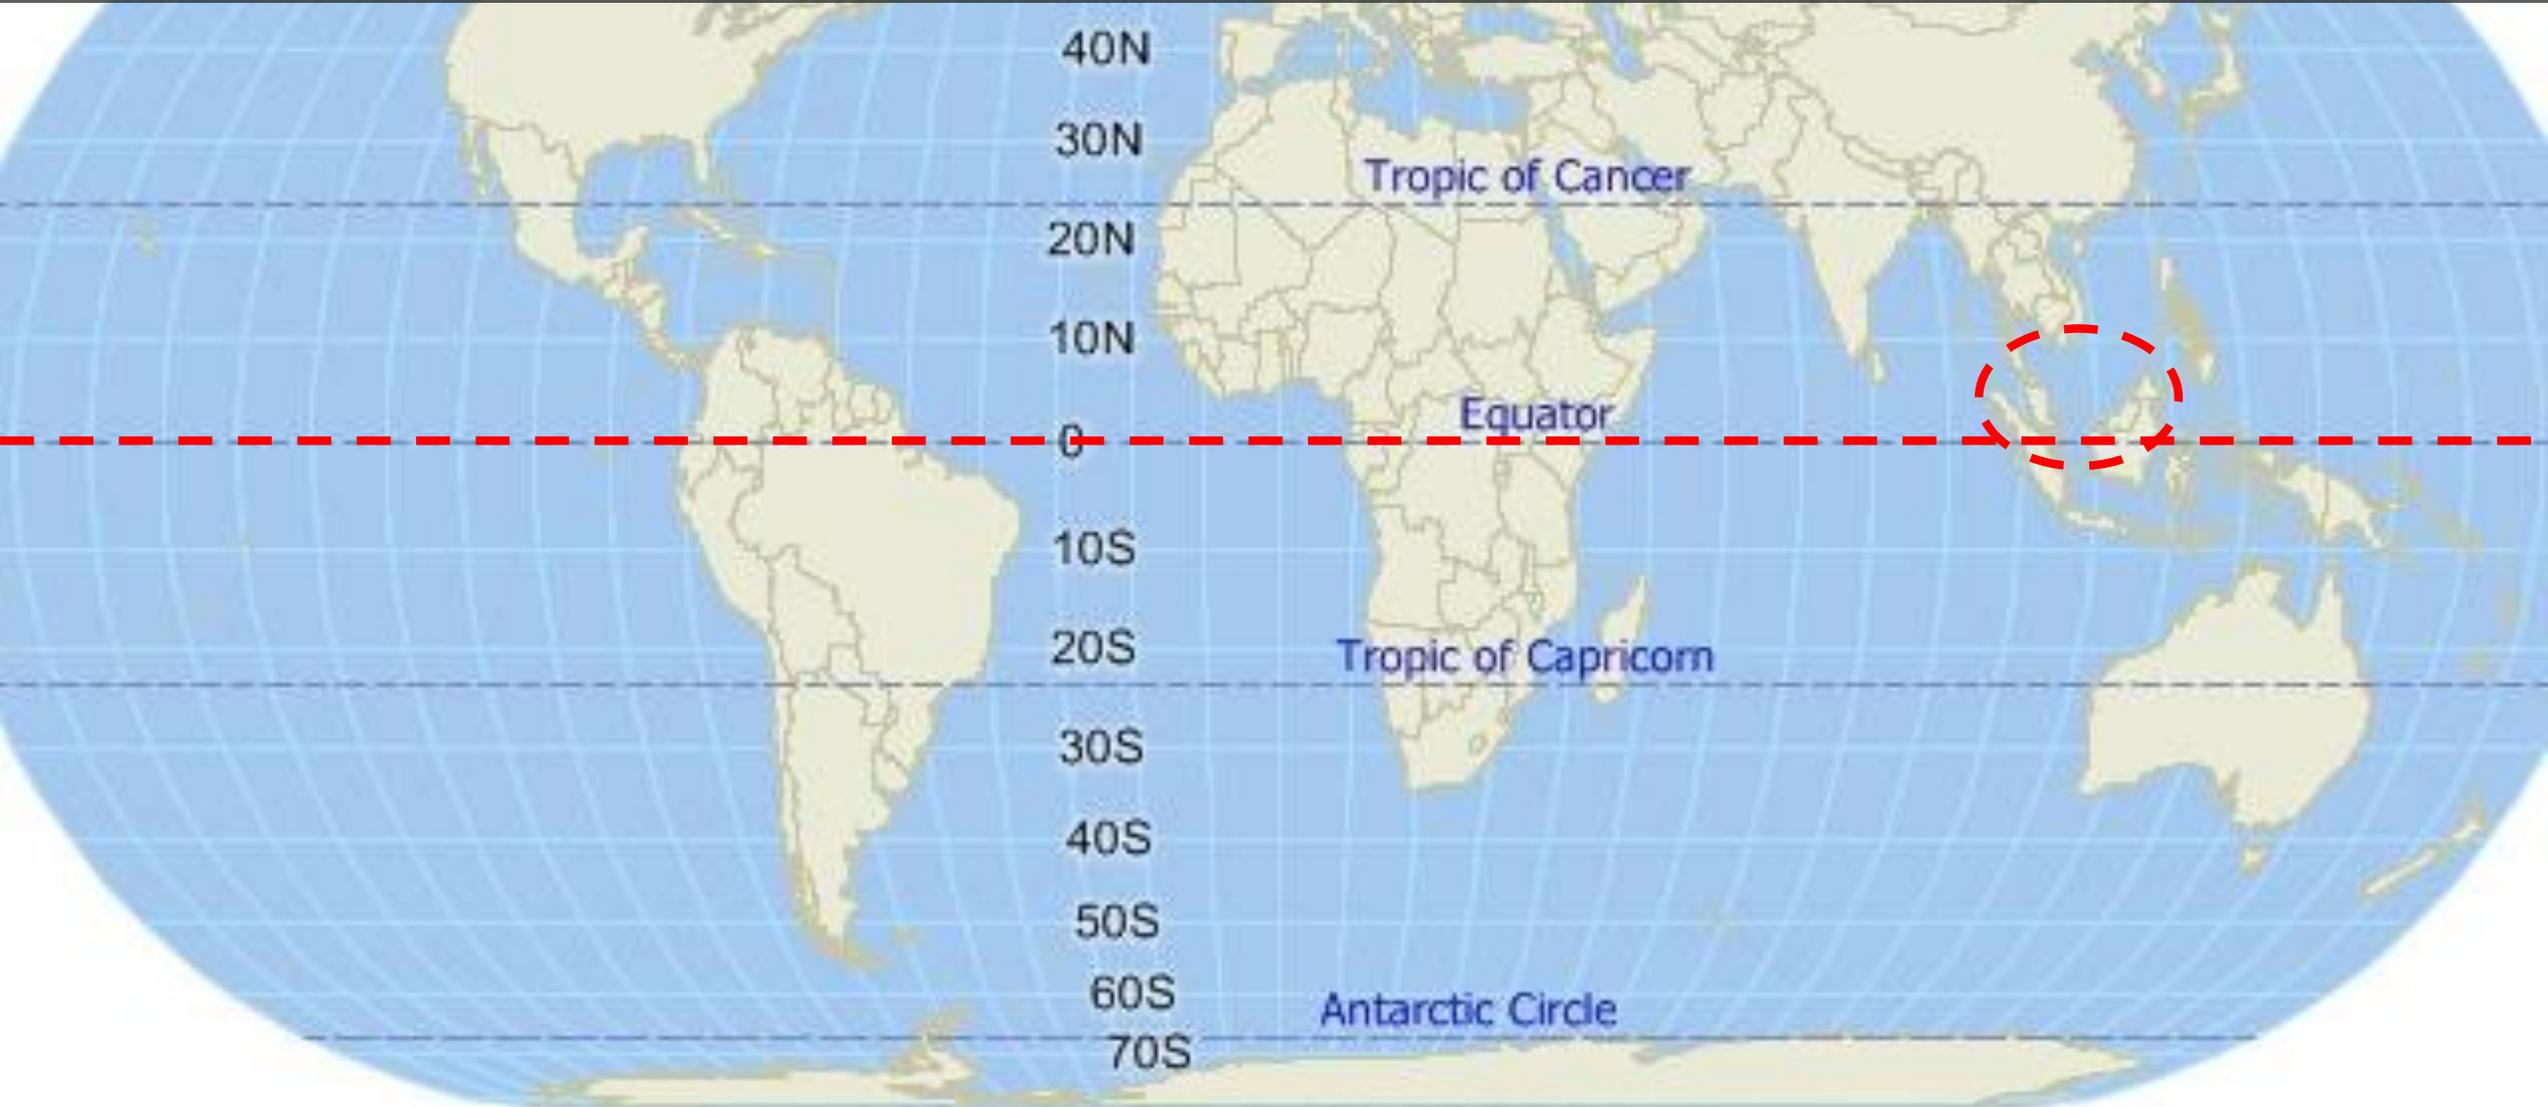 40N
30N
Tropic of Cancer
20N
10N
Equator
0
10S
20S
Tropic of Capricorn
30S
40S
50S
60S
Antarctic Circle
70S